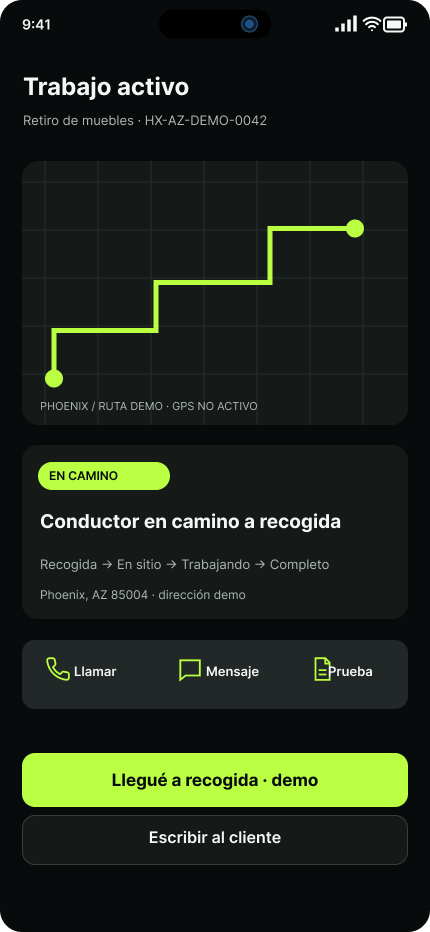 9:41
Trabajo activo
Retiro de muebles · HX-AZ-DEMO-0042
PHOENIX / RUTA DEMO · GPS NO ACTIVO
EN CAMINO
Conductor en camino a recogida
Recogida → En sitio → Trabajando → Completo
Phoenix, AZ 85004 · dirección demo
Llamar Mensaje Prueba
Llegué a recogida · demo
Escribir al cliente